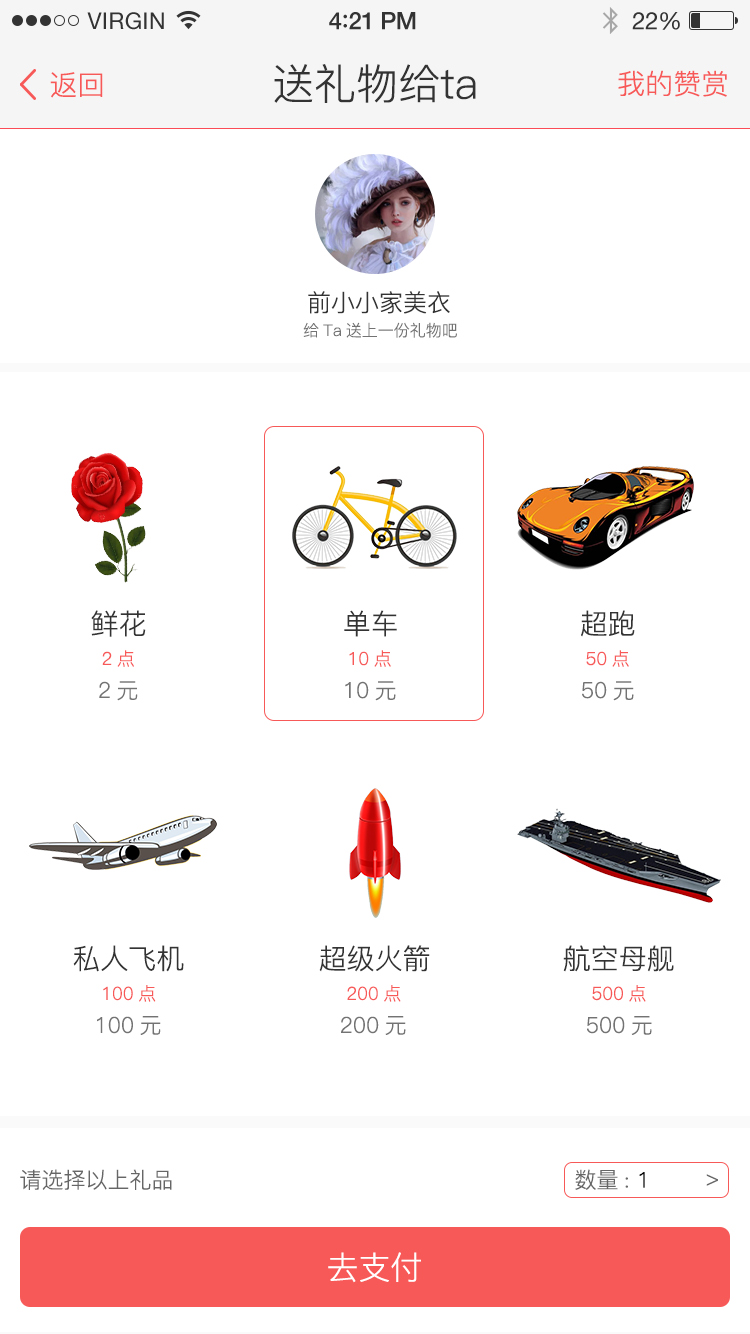 VIRGIN 4:21 PM 22%
返回 送礼物给ta 我的赞赏
前小小家美衣
给 Ta 送上一份礼物吧
鲜花 单车 超跑
2 点 10 点 50 点
2 元 10 元 50 元
私人飞机 超级火箭 航空母舰
100 点 200 点 500 点
100 元 200 元 500 元
请选择以上礼品 数量 : 1 >
去支付